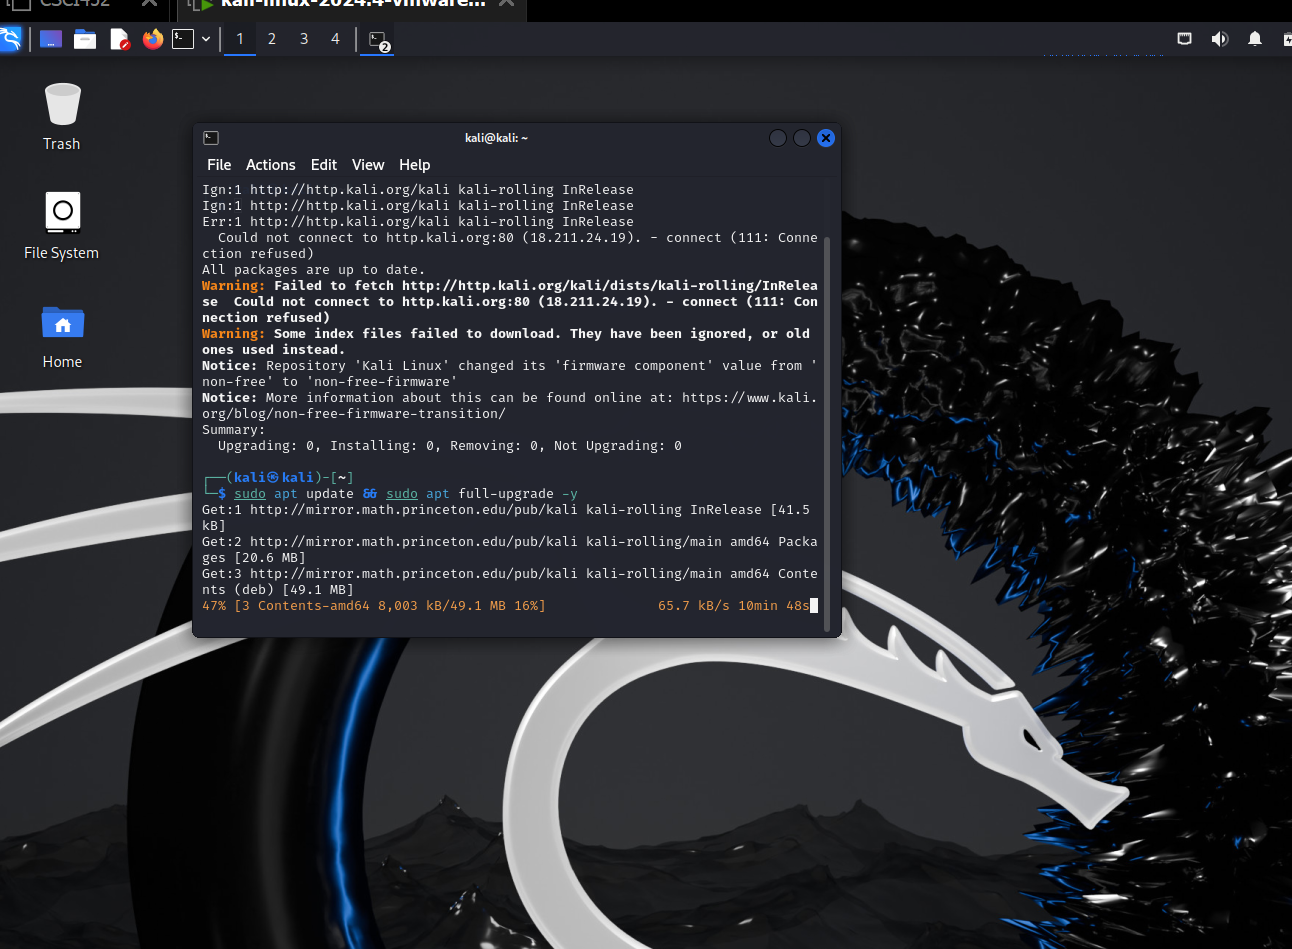 CSCI452
kali-linux-2024.4-vmware...
1 2 3 4 2
Trash
File System
Home
kali@kali: ~
File Actions Edit View Help
Ign:1 http://http.kali.org/kali kali-rolling InRelease
Ign:1 http://http.kali.org/kali kali-rolling InRelease
Err:1 http://http.kali.org/kali kali-rolling InRelease
  Could not connect to http.kali.org:80 (18.211.24.19). - connect (111: Conne
ction refused)
All packages are up to date.
Warning: Failed to fetch http://http.kali.org/kali/dists/kali-rolling/InRelea
se  Could not connect to http.kali.org:80 (18.211.24.19). - connect (111: Con
nection refused)
Warning: Some index files failed to download. They have been ignored, or old
ones used instead.
Notice: Repository 'Kali Linux' changed its 'firmware component' value from '
non-free' to 'non-free-firmware'
Notice: More information about this can be found online at: https://www.kali.
org/blog/non-free-firmware-transition/
Summary:
  Upgrading: 0, Installing: 0, Removing: 0, Not Upgrading: 0
┌──(kali㉿kali)-[~]
└─$ sudo apt update && sudo apt full-upgrade -y
Get:1 http://mirror.math.princeton.edu/pub/kali kali-rolling InRelease [41.5
kB]
Get:2 http://mirror.math.princeton.edu/pub/kali kali-rolling/main amd64 Packa
ges [20.6 MB]
Get:3 http://mirror.math.princeton.edu/pub/kali kali-rolling/main amd64 Conte
nts (deb) [49.1 MB]
47% [3 Contents-amd64 8,003 kB/49.1 MB 16%] 65.7 kB/s 10min 48s